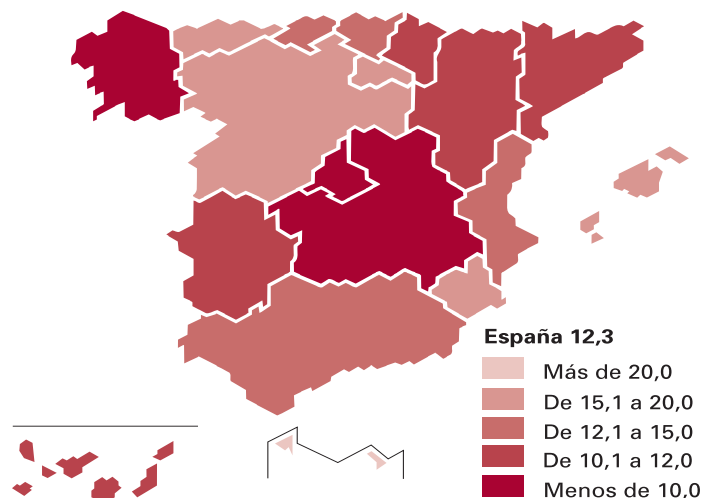 España 12,3
Más de 20,0
De 15,1 a 20,0
De 12,1 a 15,0
De 10,1 a 12,0
Menos de 10,0